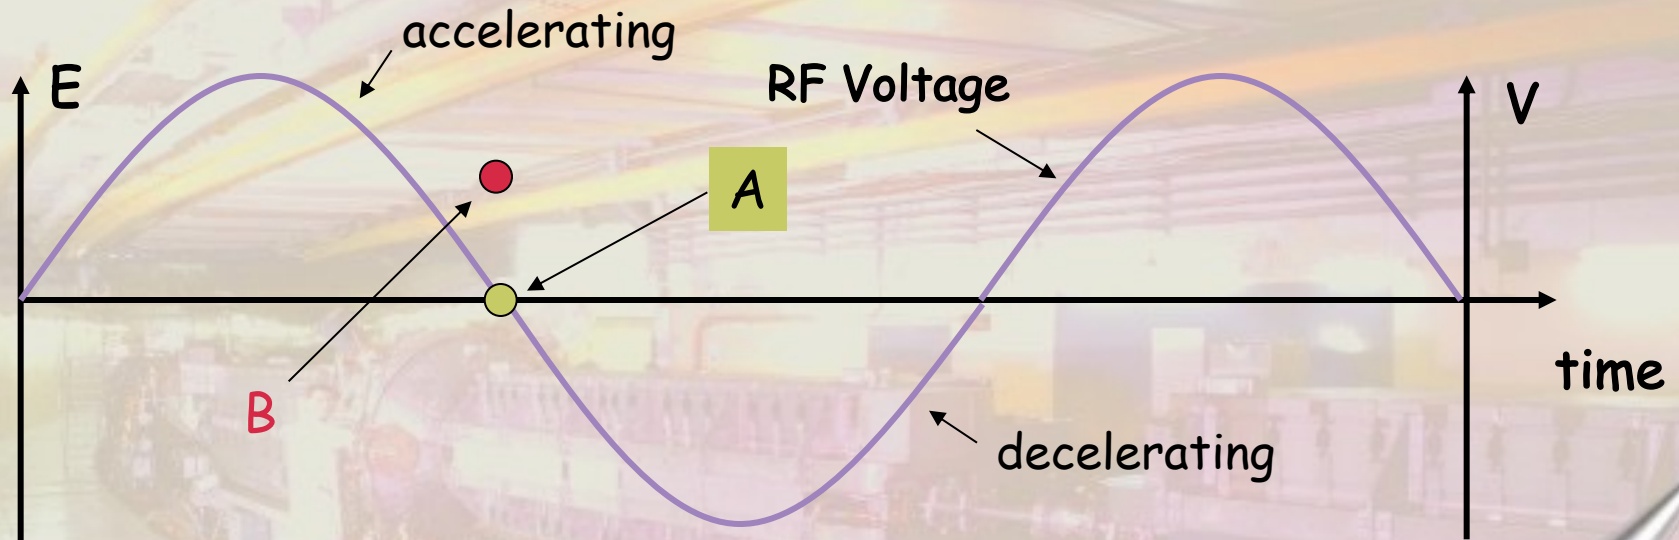 accelerating
E
RF Voltage
V
A
time
B
decelerating